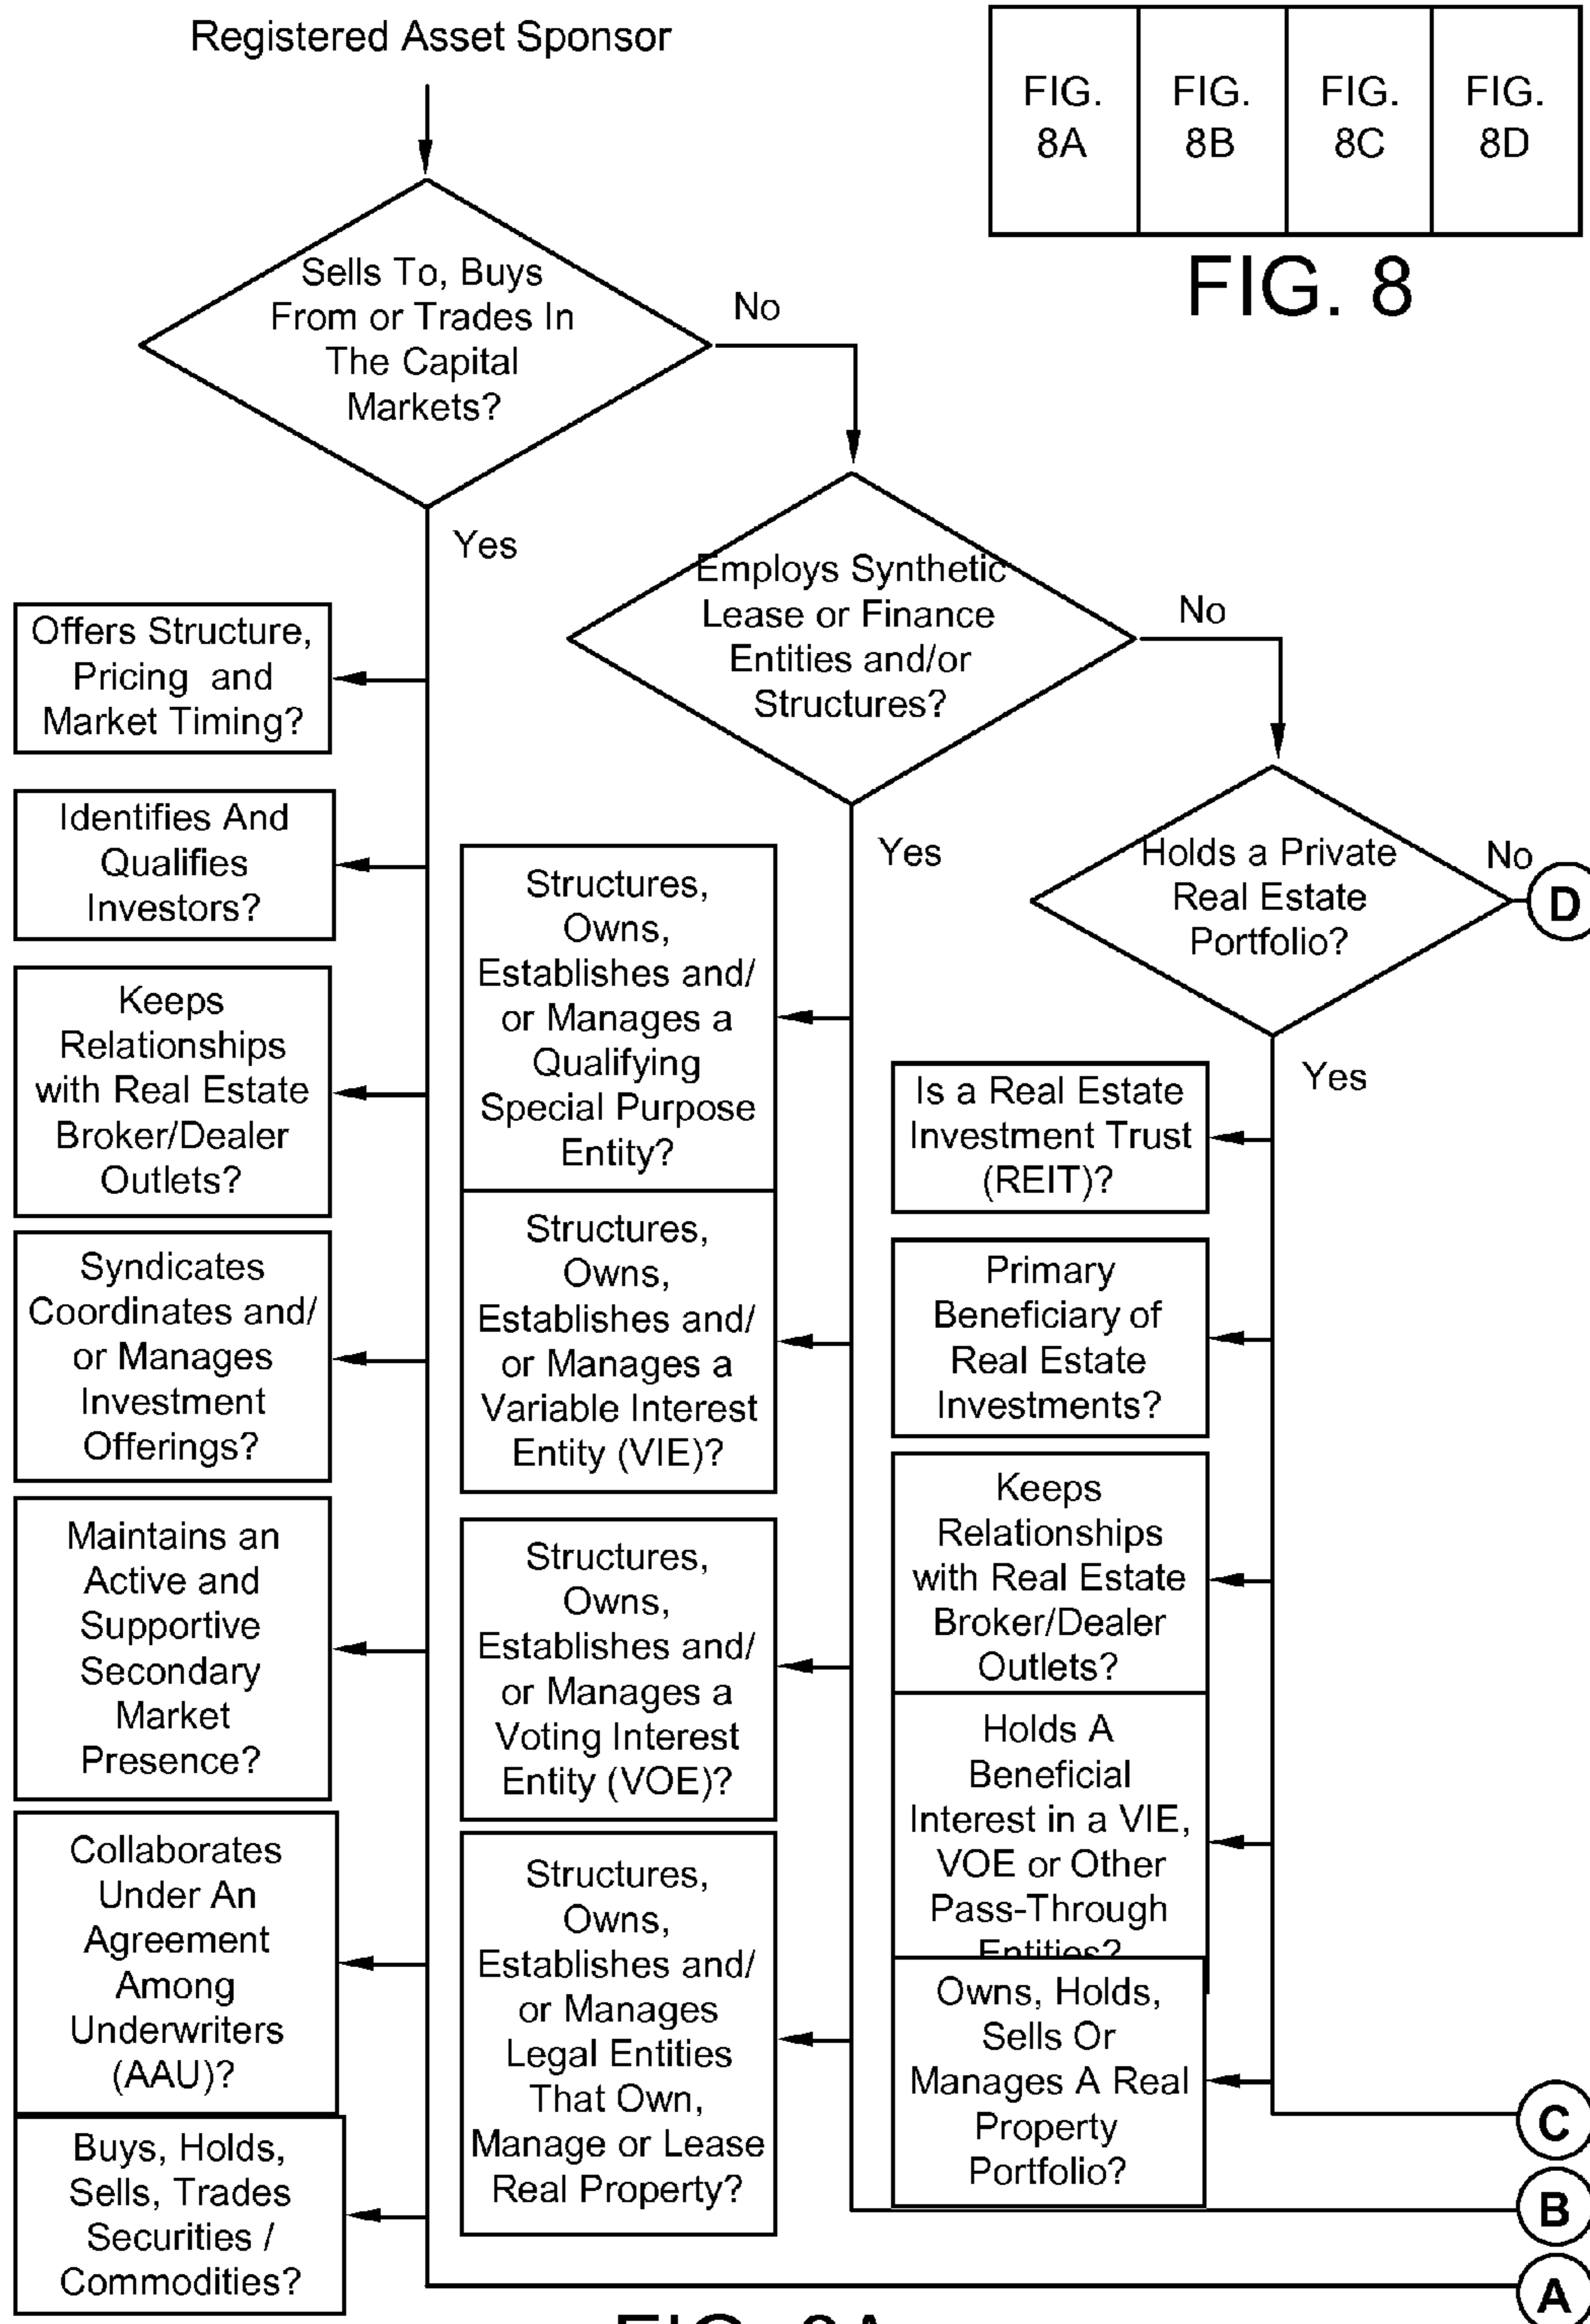 Registered Asset Sponsor
FIG.
8A
FIG.
8B
FIG.
8C
FIG.
8D
FIG. 8
Sells To, Buys
From or Trades In
The Capital
Markets?
No
Yes
Employs Synthetic
Lease or Finance
Entities and/or
Structures?
No
Yes
Holds a Private
Real Estate
Portfolio?
No
D
Yes
Offers Structure,
Pricing and
Market Timing?
Identifies And
Qualifies
Investors?
Keeps
Relationships
with Real Estate
Broker/Dealer
Outlets?
Syndicates
Coordinates and/
or Manages
Investment
Offerings?
Maintains an
Active and
Supportive
Secondary
Market
Presence?
Collaborates
Under An
Agreement
Among
Underwriters
(AAU)?
Buys, Holds,
Sells, Trades
Securities /
Commodities?
Structures,
Owns,
Establishes and/
or Manages a
Qualifying
Special Purpose
Entity?
Structures,
Owns,
Establishes and/
or Manages a
Variable Interest
Entity (VIE)?
Structures,
Owns,
Establishes and/
or Manages a
Voting Interest
Entity (VOE)?
Structures,
Owns,
Establishes and/
or Manages
Legal Entities
That Own,
Manage or Lease
Real Property?
Is a Real Estate
Investment Trust
(REIT)?
Primary
Beneficiary of
Real Estate
Investments?
Keeps
Relationships
with Real Estate
Broker/Dealer
Outlets?
Holds A
Beneficial
Interest in a VIE,
VOE or Other
Pass-Through
Entities?
Owns, Holds,
Sells Or
Manages A Real
Property
Portfolio?
C
B
A